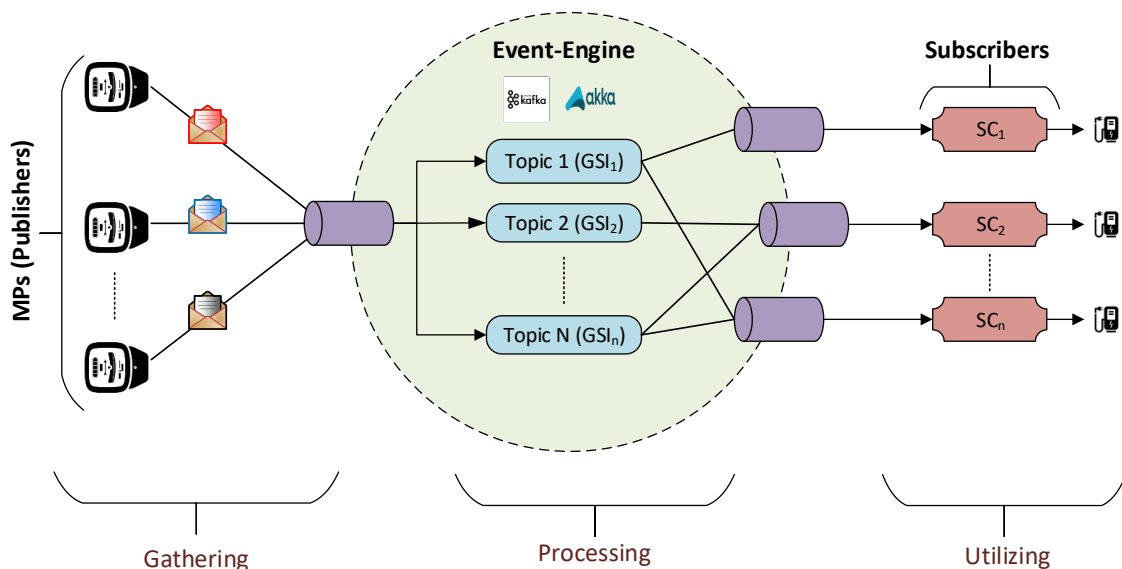 MPs (Publishers)
Event-Engine
kafka
akka
Topic 1 (GSI₁)
Topic 2 (GSI₂)
Topic N (GSIₙ)
Subscribers
SC₁
SC₂
SCₙ
Gathering
Processing
Utilizing